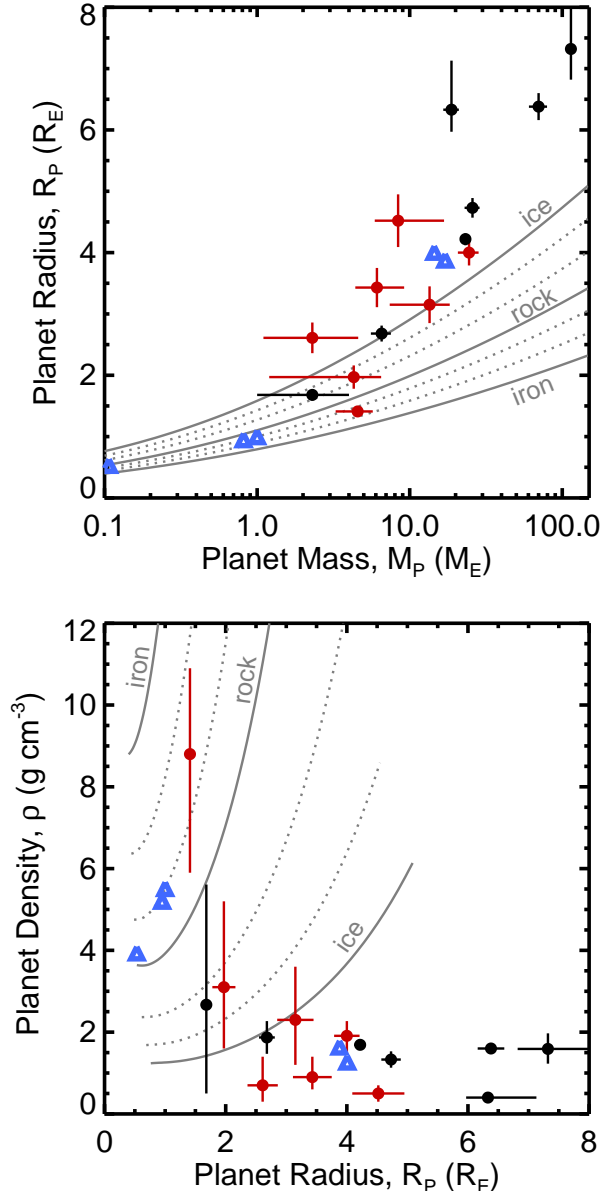 8
6
4
2
0
Planet Radius, R_P (R_E)
ice
rock
iron
0.1 1.0 10.0 100.0
Planet Mass, M_P (M_E)
12
10
8
6
4
2
0
Planet Density, ρ (g cm⁻³)
iron
rock
ice
0 2 4 6 8
Planet Radius, R_P (R_E)